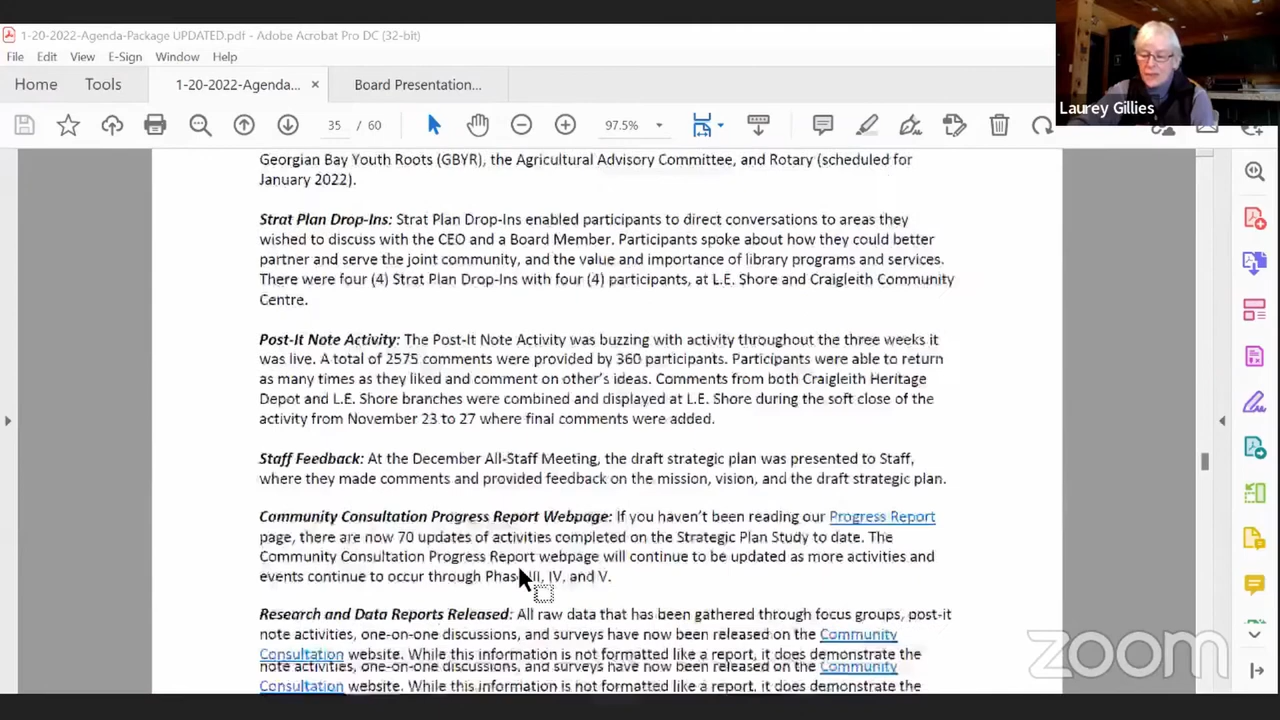 1-20-2022-Agenda-Package UPDATED.pdf - Adobe Acrobat Pro DC (32-bit)
File Edit View E-Sign Window Help
Home Tools 1-20-2022-Agenda... × Board Presentation...
35 / 60 97.5%
Laurey Gillies
Georgian Bay Youth Roots (GBYR), the Agricultural Advisory Committee, and Rotary (scheduled for
January 2022).
Strat Plan Drop-Ins: Strat Plan Drop-Ins enabled participants to direct conversations to areas they
wished to discuss with the CEO and a Board Member. Participants spoke about how they could better
partner and serve the joint community, and the value and importance of library programs and services.
There were four (4) Strat Plan Drop-Ins with four (4) participants, at L.E. Shore and Craigleith Community
Centre.
Post-It Note Activity: The Post-It Note Activity was buzzing with activity throughout the three weeks it
was live. A total of 2575 comments were provided by 360 participants. Participants were able to return
as many times as they liked and comment on other's ideas. Comments from both Craigleith Heritage
Depot and L.E. Shore branches were combined and displayed at L.E. Shore during the soft close of the
activity from November 23 to 27 where final comments were added.
Staff Feedback: At the December All-Staff Meeting, the draft strategic plan was presented to Staff,
where they made comments and provided feedback on the mission, vision, and the draft strategic plan.
Community Consultation Progress Report Webpage: If you haven't been reading our Progress Report
page, there are now 70 updates of activities completed on the Strategic Plan Study to date. The
Community Consultation Progress Report webpage will continue to be updated as more activities and
events continue to occur through Phase III, IV, and V.
Research and Data Reports Released: All raw data that has been gathered through focus groups, post-it
note activities, one-on-one discussions, and surveys have now been released on the Community
Consultation website. While this information is not formatted like a report, it does demonstrate the
note activities, one-on-one discussions, and surveys have now been released on the Community
Consultation website. While this information is not formatted like a report, it does demonstrate the
zoom